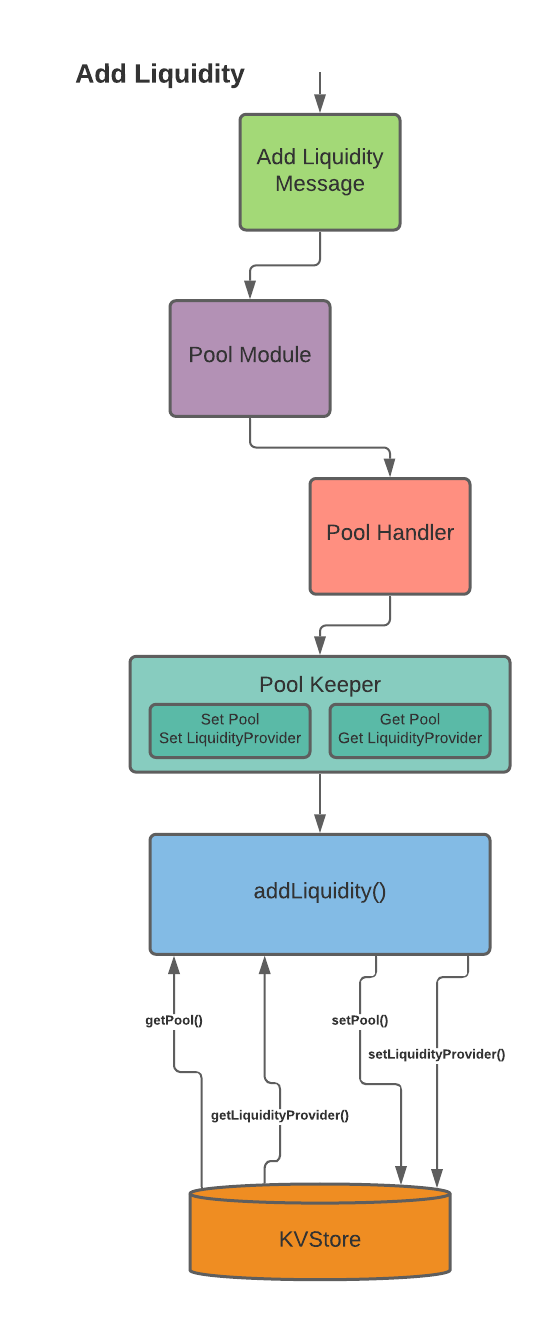 Add Liquidity
Add Liquidity
Message
Pool Module
Pool Handler
Pool Keeper
Set Pool
Set LiquidityProvider
Get Pool
Get LiquidityProvider
addLiquidity()
getPool()
setPool()
setLiquidityProvider()
getLiquidityProvider()
KVStore